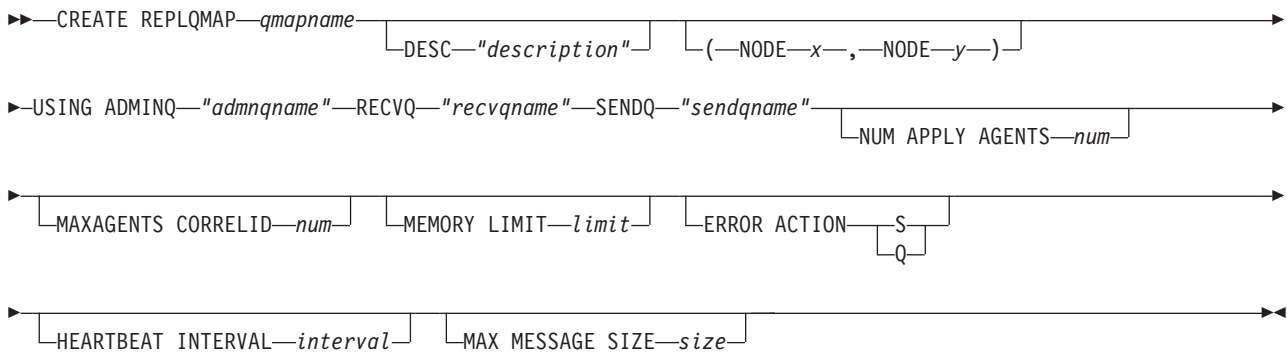 CREATE REPLQMAP qmapname
DESC "description"
( NODE x , NODE y )
USING ADMINQ "admnqname" RECVQ "recvqname" SENDQ "sendqname"
NUM APPLY AGENTS num
MAXAGENTS CORRELID num
MEMORY LIMIT limit
ERROR ACTION S
Q
HEARTBEAT INTERVAL interval
MAX MESSAGE SIZE size